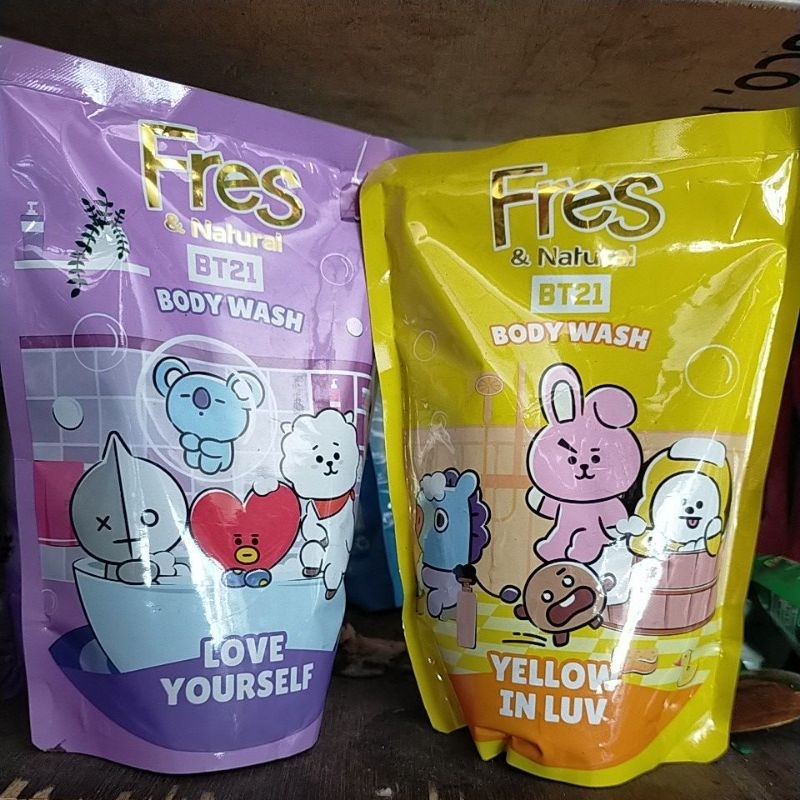 Fres
& Natural
BT21
BODY WASH
LOVE
YOURSELF
Fres
& Natural
BT21
BODY WASH
YELLOW
IN LUV